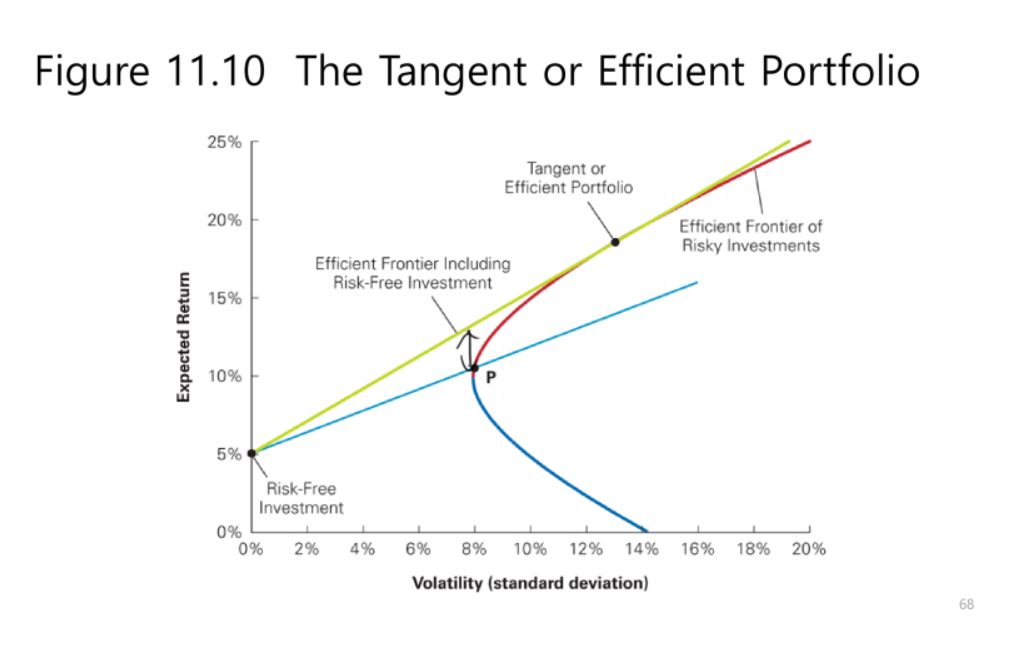 Figure 11.10 The Tangent or Efficient Portfolio
25%
20%
15%
10%
5%
0%
Expected Return
Tangent or
Efficient Portfolio
Efficient Frontier of
Risky Investments
Efficient Frontier Including
Risk-Free Investment
P
Risk-Free
Investment
0% 2% 4% 6% 8% 10% 12% 14% 16% 18% 20%
Volatility (standard deviation)
68